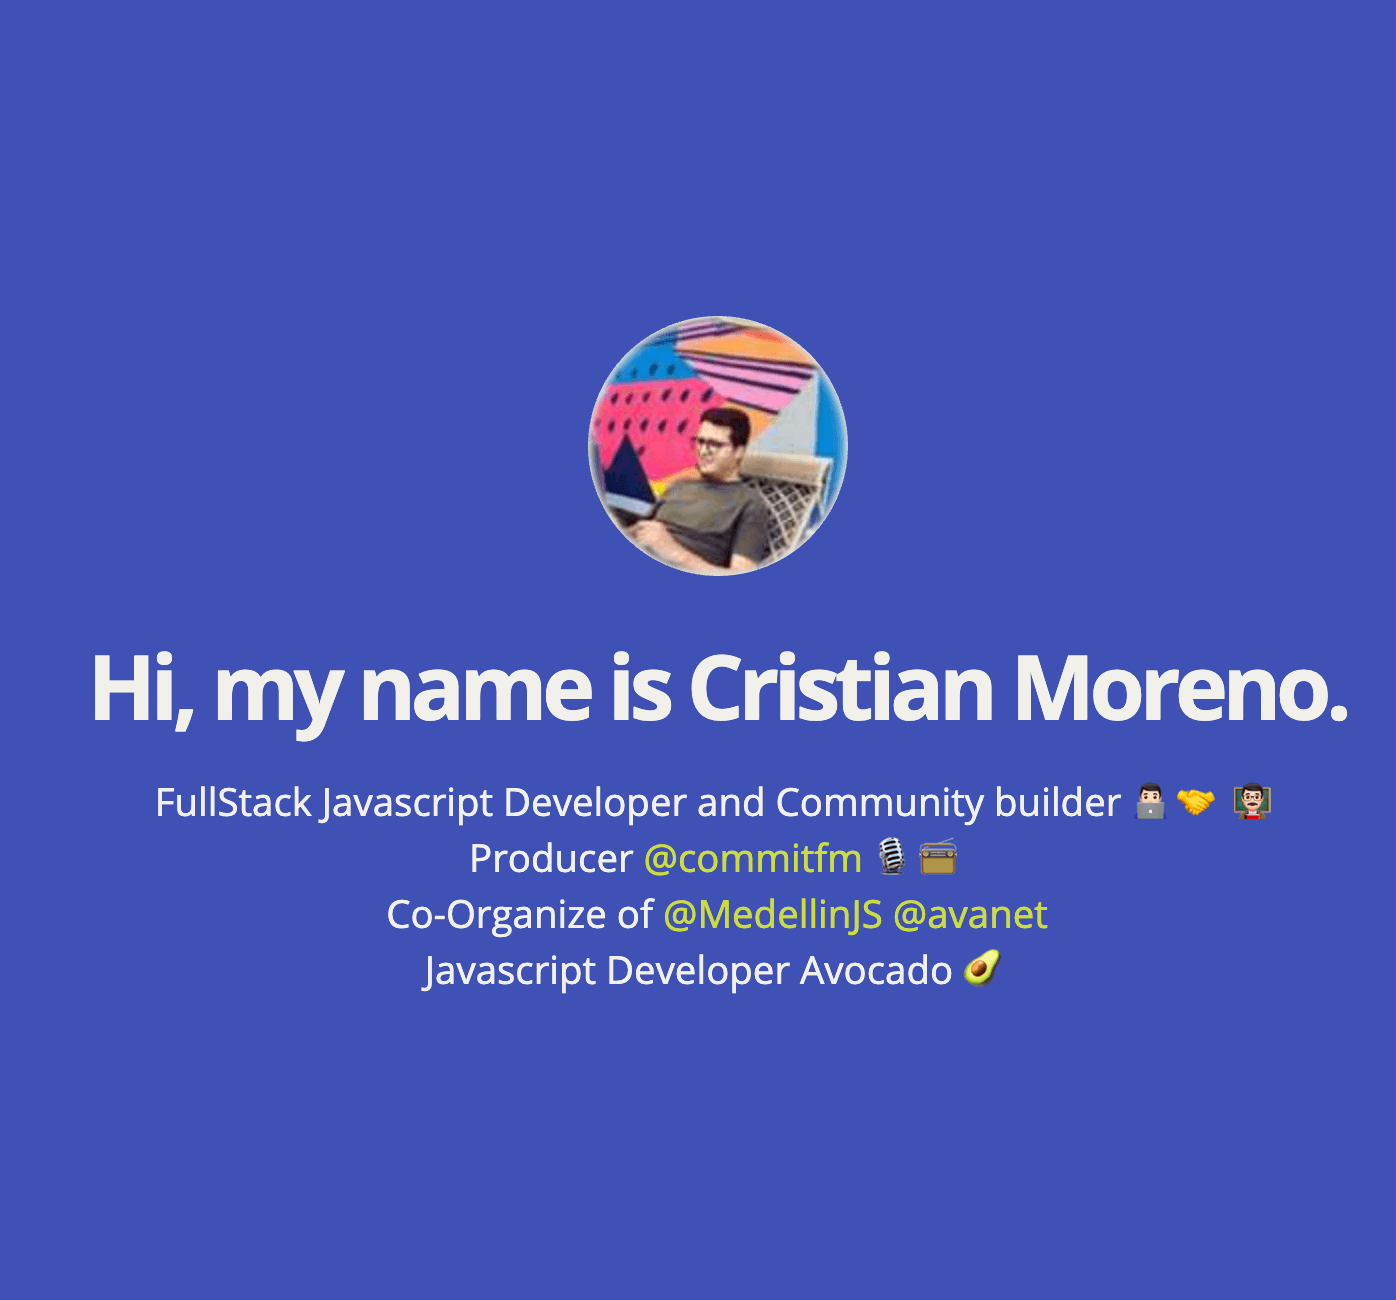 Hi, my name is Cristian Moreno.
FullStack Javascript Developer and Community builder 👨🏻‍💻🤝 👨🏻‍🏫
Producer @commitfm 🎙📻
Co-Organize of @MedellinJS @avanet
Javascript Developer Avocado 🥑